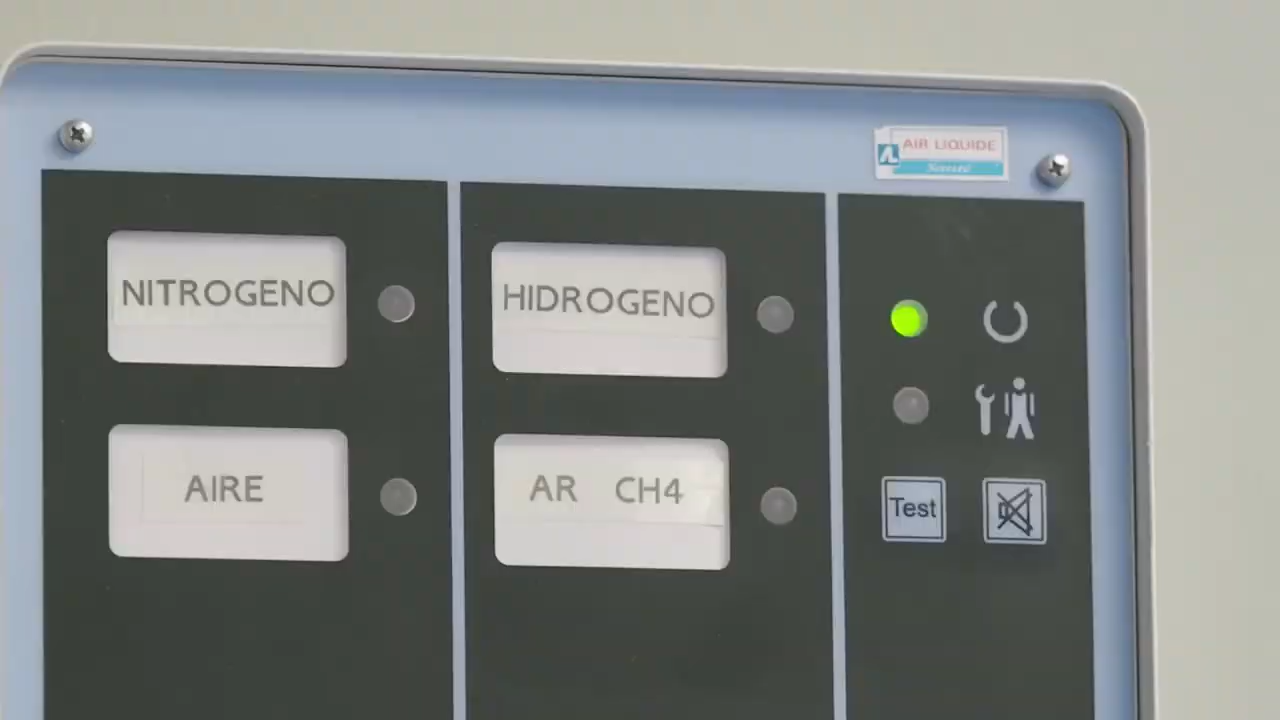 AIR LIQUIDE
NITROGENO
HIDROGENO
AIRE
AR CH4
Test